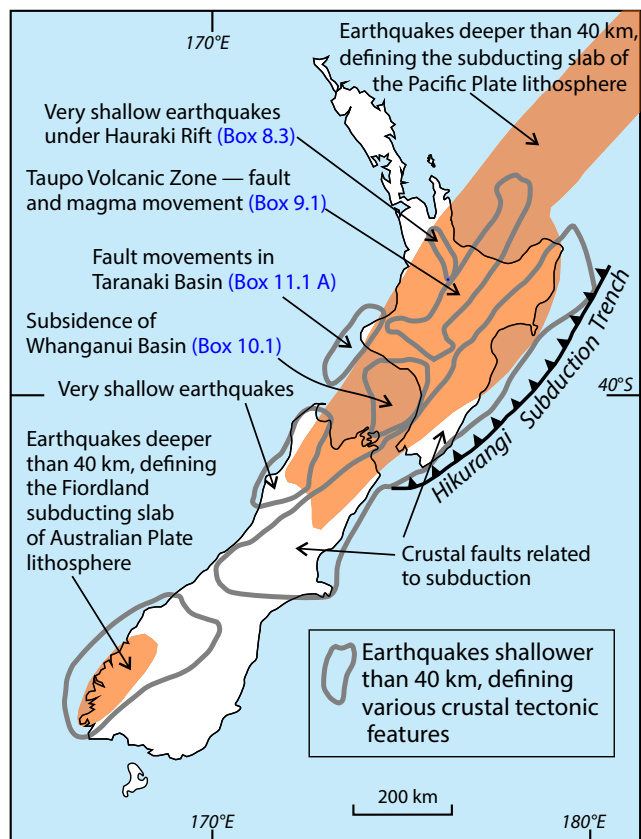 170°E
Earthquakes deeper than 40 km,
defining the subducting slab
of the Pacific Plate lithosphere
Very shallow earthquakes
under Hauraki Rift (Box 8.3)
Taupo Volcanic Zone — fault
and magma movement (Box 9.1)
Fault movements in
Taranaki Basin (Box 11.1 A)
Subsidence of
Whanganui Basin (Box 10.1)
Very shallow earthquakes
40°S
Hikurangi Subduction Trench
Earthquakes deeper
than 40 km, defining
the Fiordland
subducting slab
of Australian Plate
lithosphere
Crustal faults related
to subduction
Earthquakes shallower
than 40 km, defining
various crustal tectonic
features
200 km
170°E
180°E